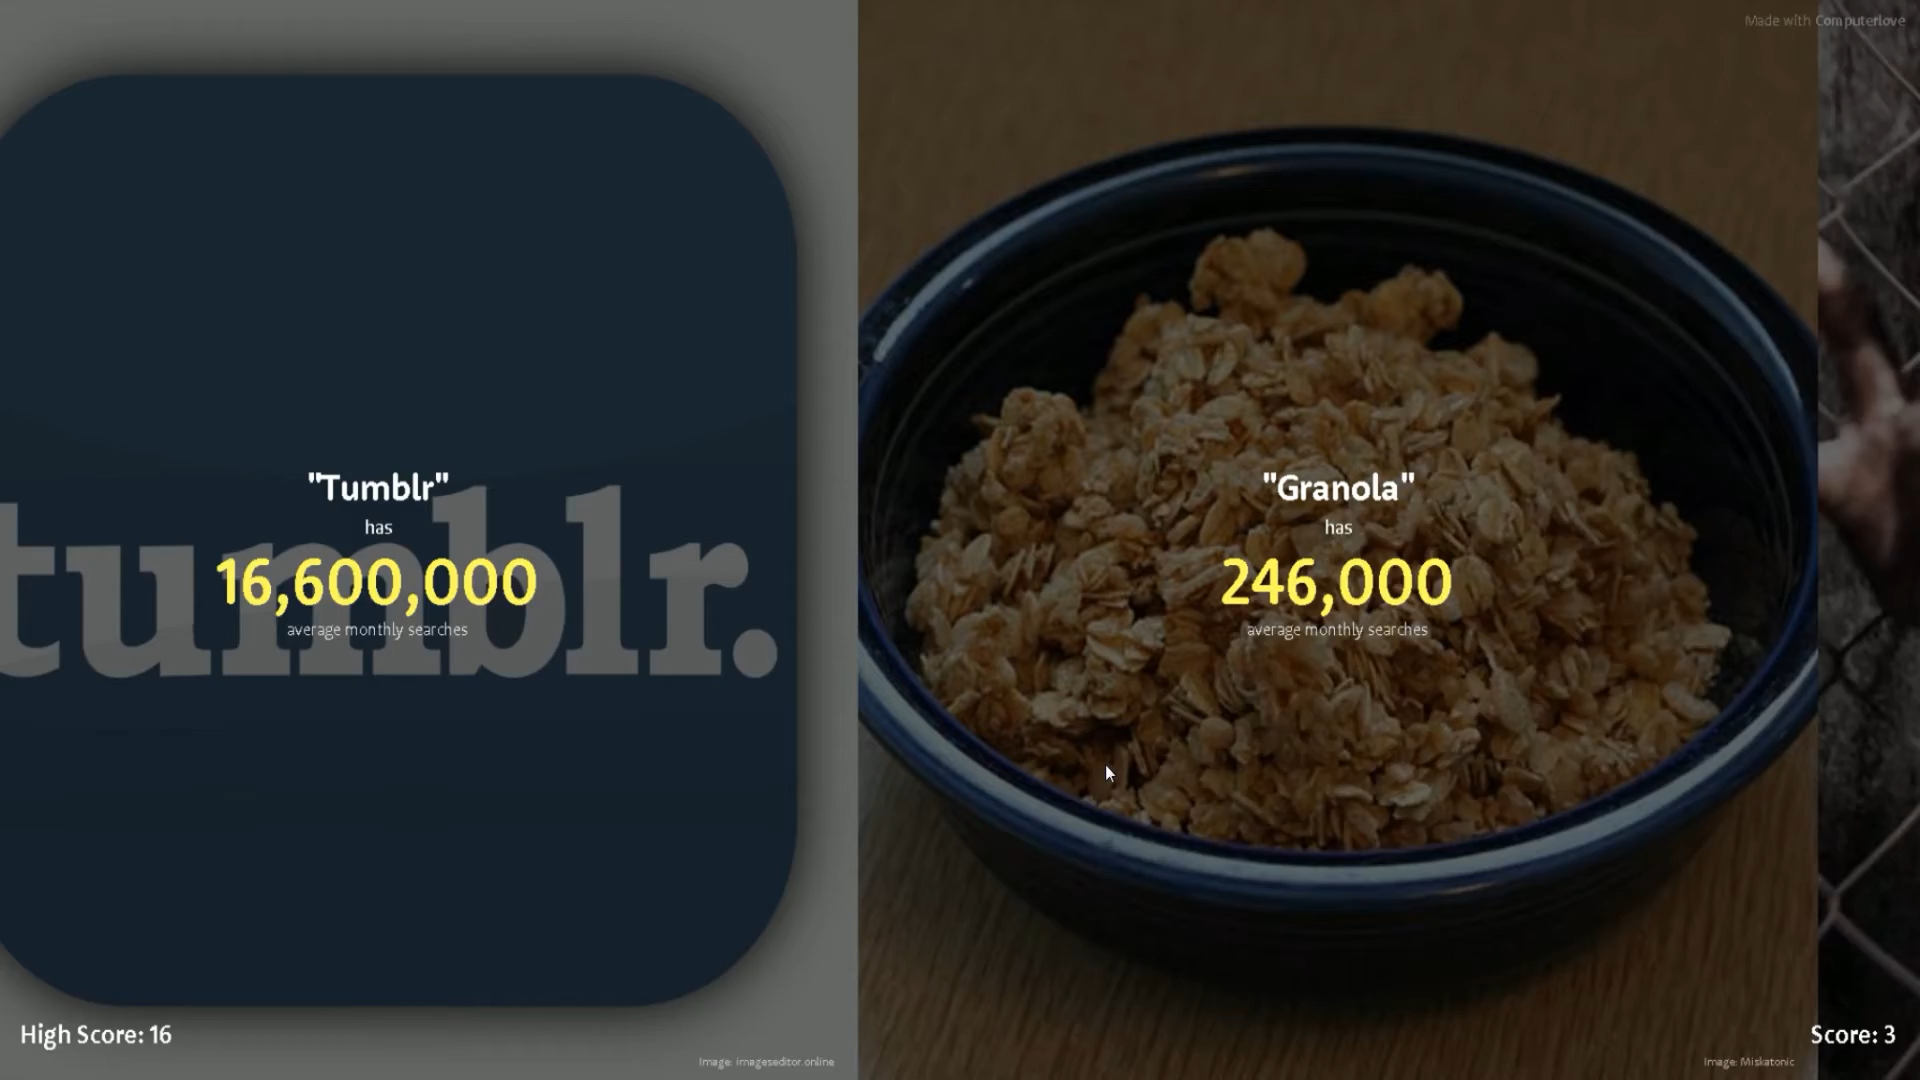 Made with Computerlove
tumblr.
"Tumblr"
has
16,600,000
average monthly searches
"Granola"
has
246,000
average monthly searches
High Score: 16
Score: 3
Image: imageseditor.online
Image: Miskatonic